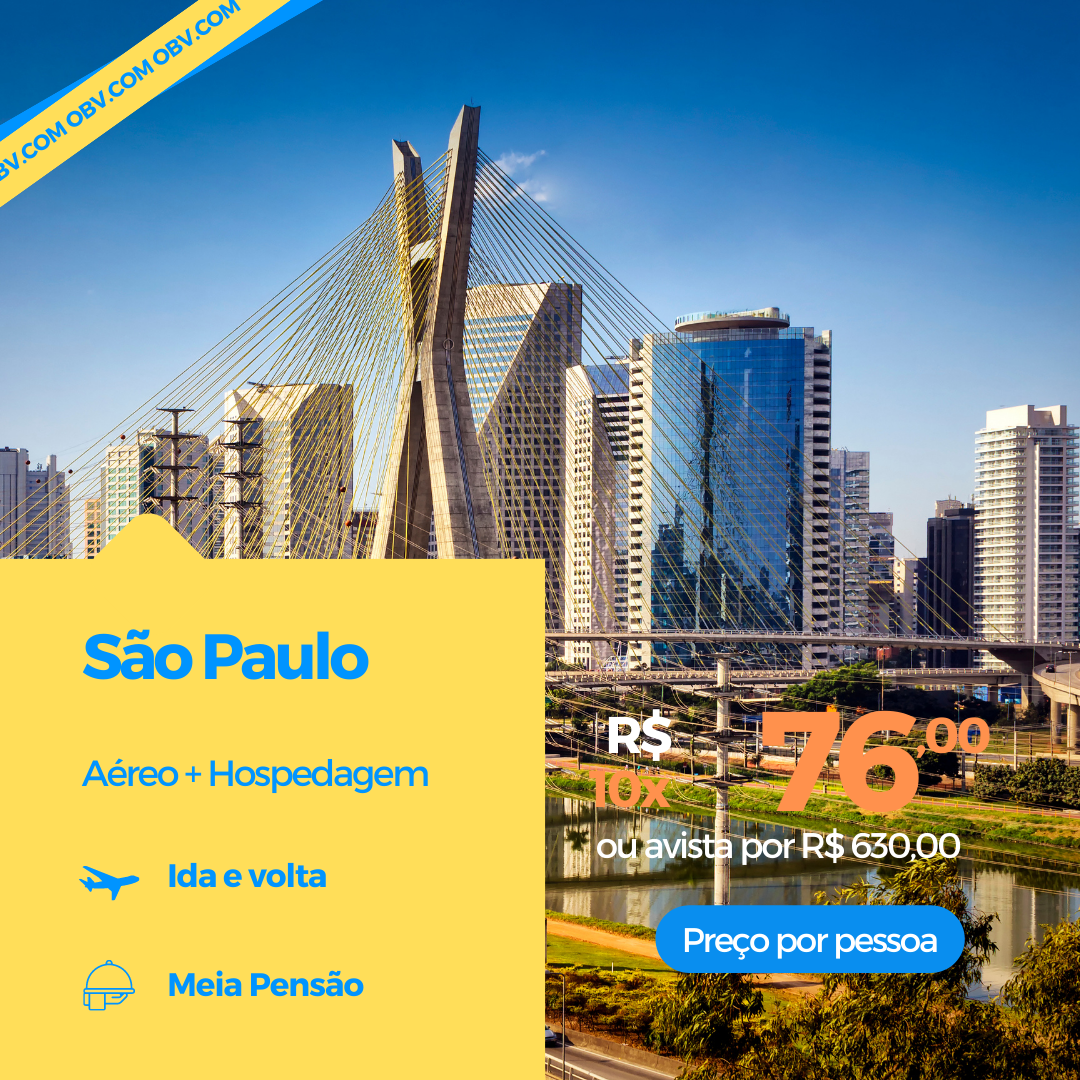 BV.COM OBV.COM OBV.COM
São Paulo
Aéreo + Hospedagem
Ida e volta
Meia Pensão
R$ 76,00
10x
ou avista por R$ 630,00
Preço por pessoa